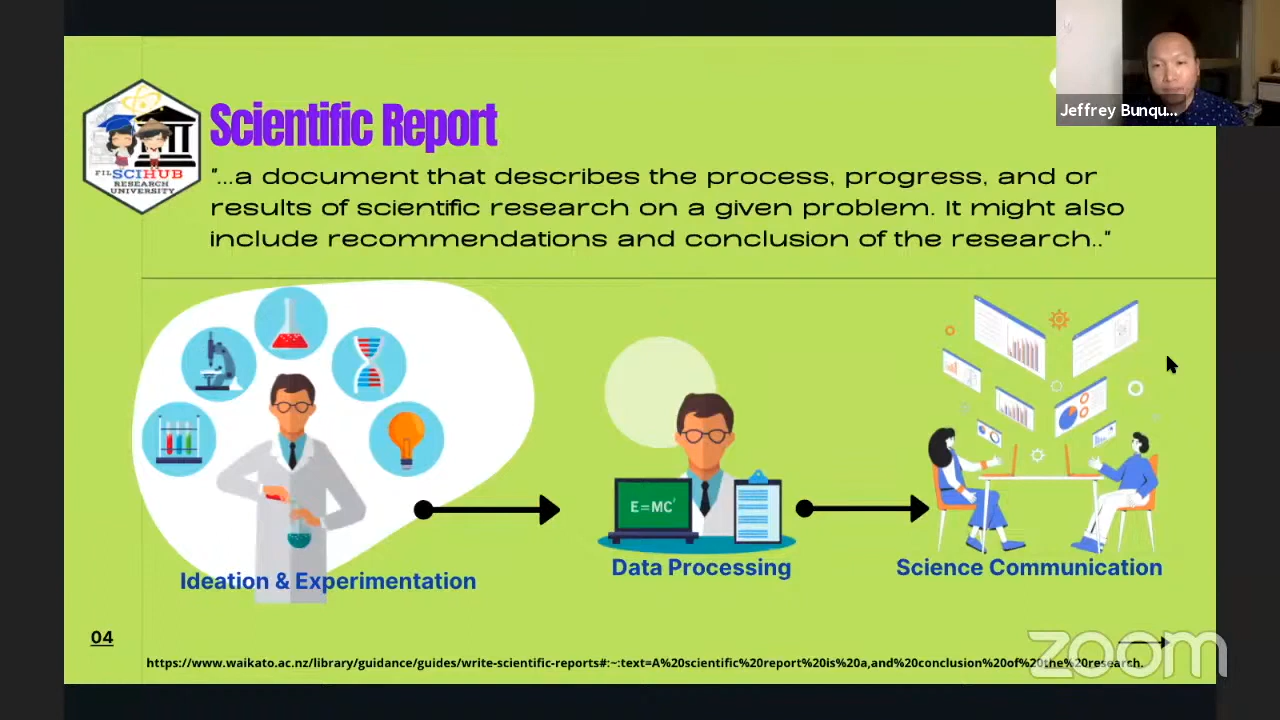 Jeffrey Bunqu...
Scientific Report
"...a document that describes the process, progress, and or
results of scientific research on a given problem. It might also
include recommendations and conclusion of the research.."
FILSCIHUB
RESEARCH
UNIVERSITY
E=MC
Ideation & Experimentation
Data Processing
Science Communication
04
https://www.waikato.ac.nz/library/guidance/guides/write-scientific-reports#:~:text=A%20scientific%20report%20is%20a,and%20conclusion%20of%20the%20research.
zoom